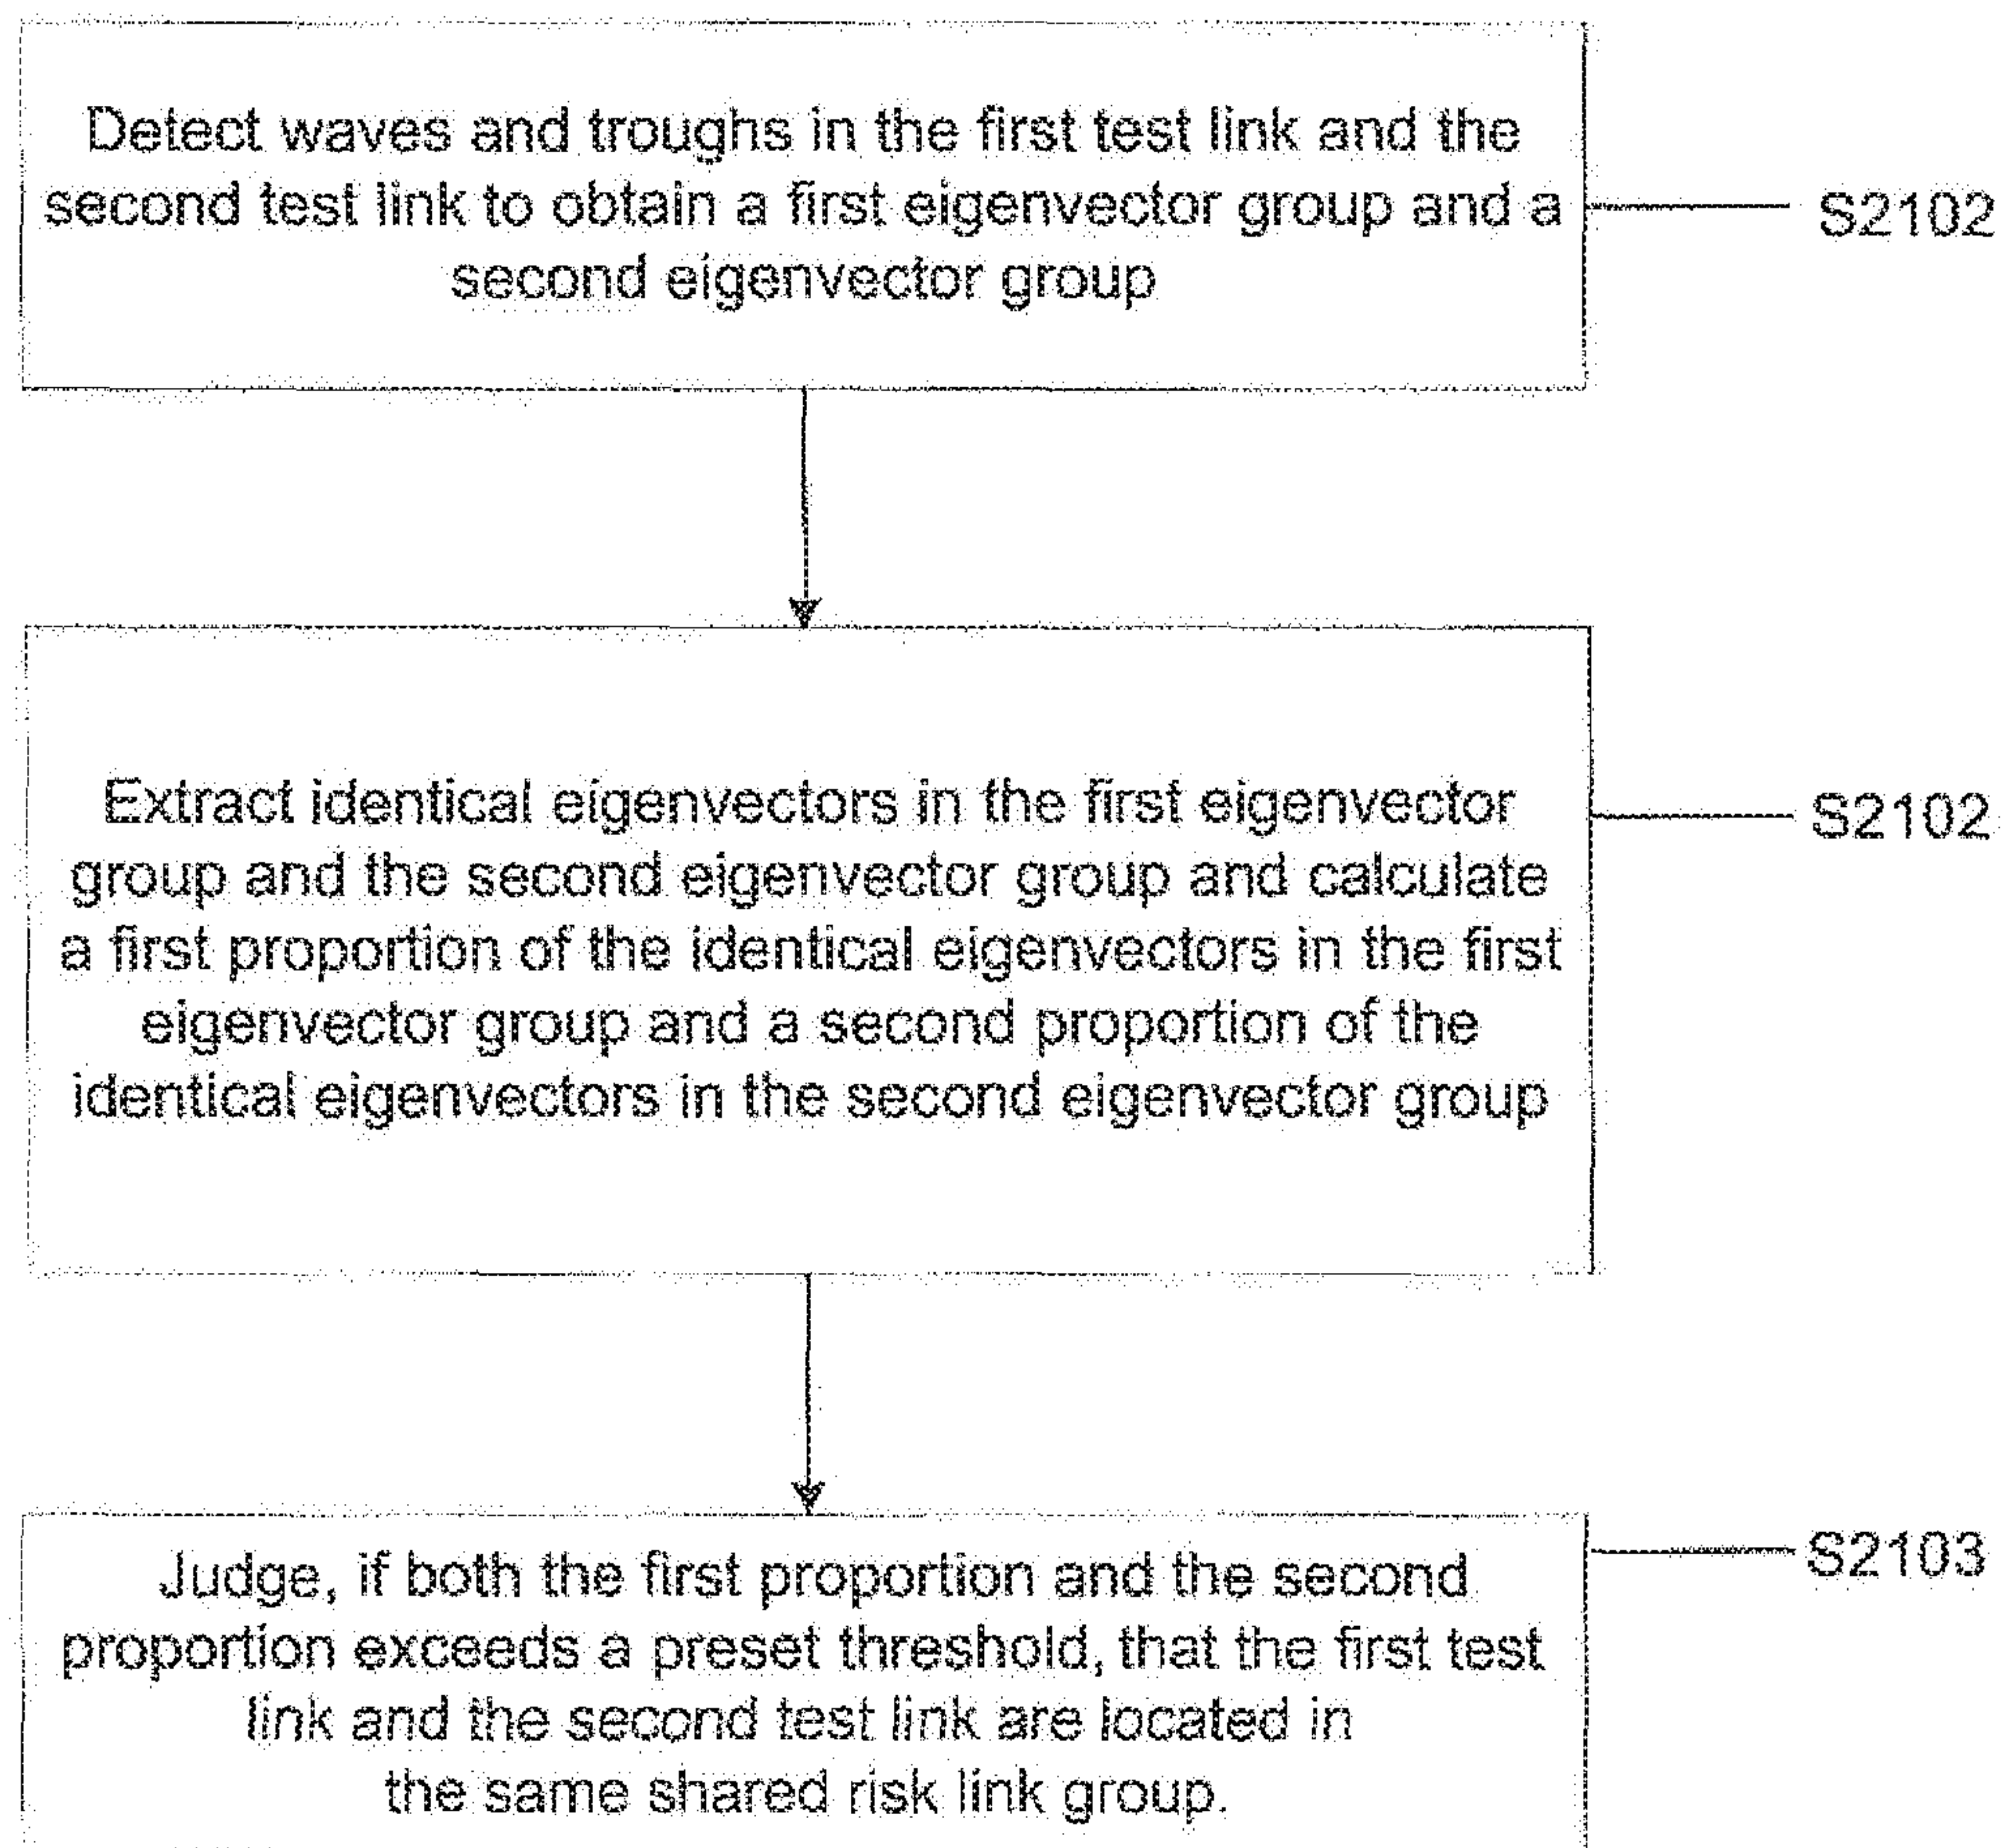 Detect waves and troughs in the first test link and the
second test link to obtain a first eigenvector group and a
second eigenvector group
S2102
Extract identical eigenvectors in the first eigenvector
group and the second eigenvector group and calculate
a first proportion of the identical eigenvectors in the first
eigenvector group and a second proportion of the
identical eigenvectors in the second eigenvector group
S2102
Judge, if both the first proportion and the second
proportion exceeds a preset threshold, that the first test
link and the second test link are located in
the same shared risk link group.
S2103